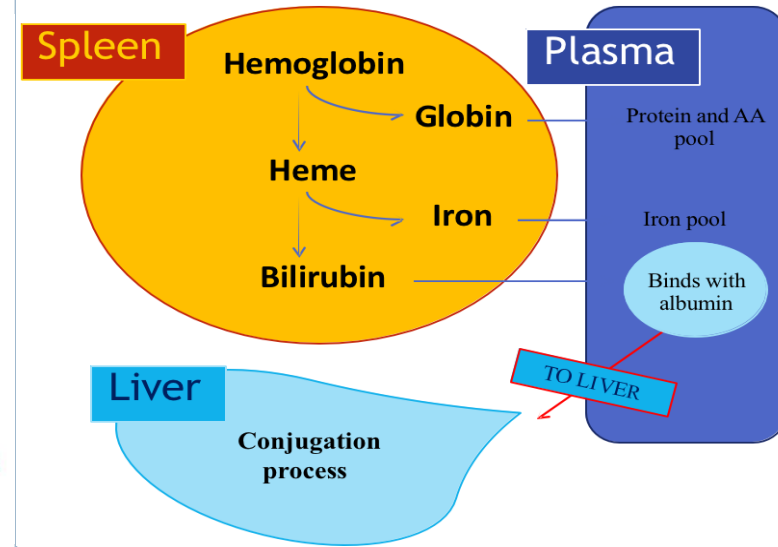 Spleen
Hemoglobin
Globin
Heme
Iron
Bilirubin
Plasma
Protein and AA
pool
Iron pool
Binds with
albumin
TO LIVER
Liver
Conjugation
process